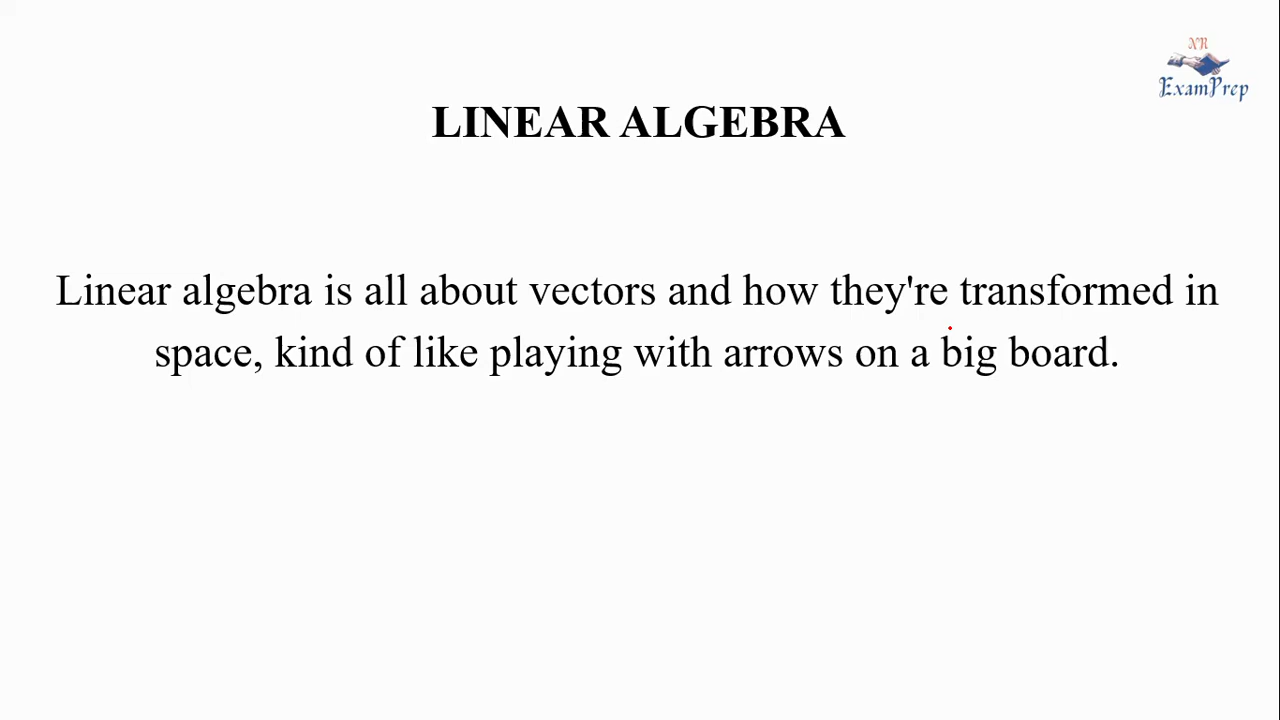 NR
ExamPrep
LINEAR ALGEBRA
Linear algebra is all about vectors and how they're transformed in
space, kind of like playing with arrows on a big board.